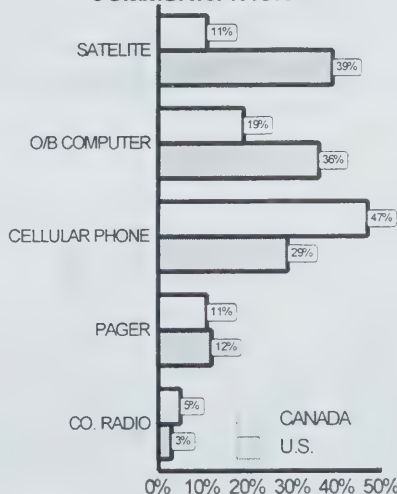 SATELITE
11%
39%
O/B COMPUTER
19%
36%
CELLULAR PHONE
47%
29%
PAGER
11%
12%
CO. RADIO
5%
3%
CANADA
U.S.
0% 10% 20% 30% 40% 50%